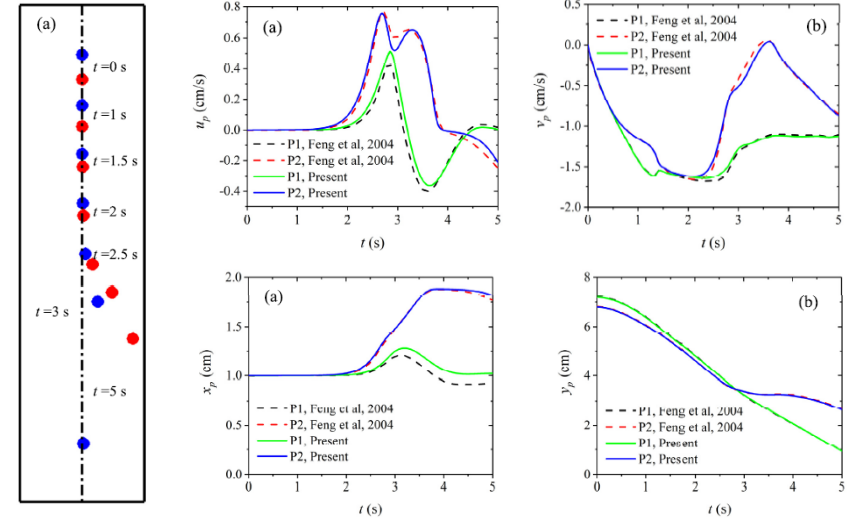 (a)
t=0 s
t=1 s
t=1.5 s
t=2 s
t=2.5 s
t=3 s
t=5 s
(a)
0.8
0.6
0.4
0.2
0.0
-0.2
-0.4
u_p (cm/s)
P1, Feng et al, 2004
P2, Feng et al, 2004
P1, Present
P2, Present
0 1 2 3 4 5
t (s)
(b)
0.5
0.0
-0.5
-1.0
-1.5
-2.0
v_p (cm/s)
P1, Feng et al, 2004
P2, Feng et al, 2004
P1, Present
P2, Present
0 1 2 3 4 5
t (s)
(a)
2.0
1.5
1.0
0.5
0.0
x_p (cm)
P1, Feng et al, 2004
P2, Feng et al, 2004
P1, Present
P2, Present
0 1 2 3 4 5
t (s)
(b)
8
6
4
2
0
y_p (cm)
P1, Feng et al, 2004
P2, Feng et al, 2004
P1, Present
P2, Present
0 1 2 3 4 5
t (s)